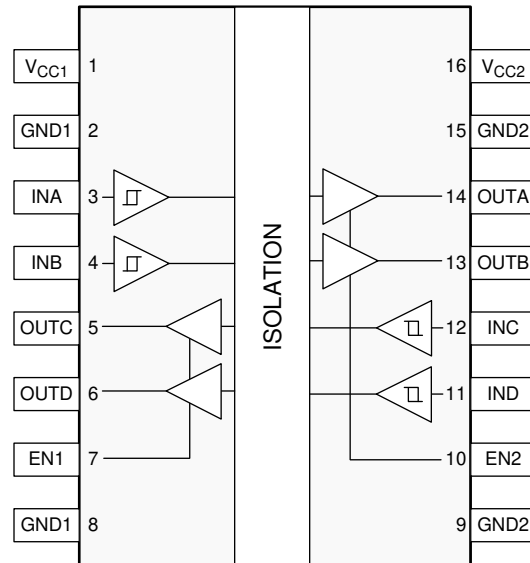 VCC1 1 16 VCC2
GND1 2 15 GND2
INA 3 14 OUTA
INB 4 13 OUTB
ISOLATION
OUTC 5 12 INC
OUTD 6 11 IND
EN1 7 10 EN2
GND1 8 9 GND2